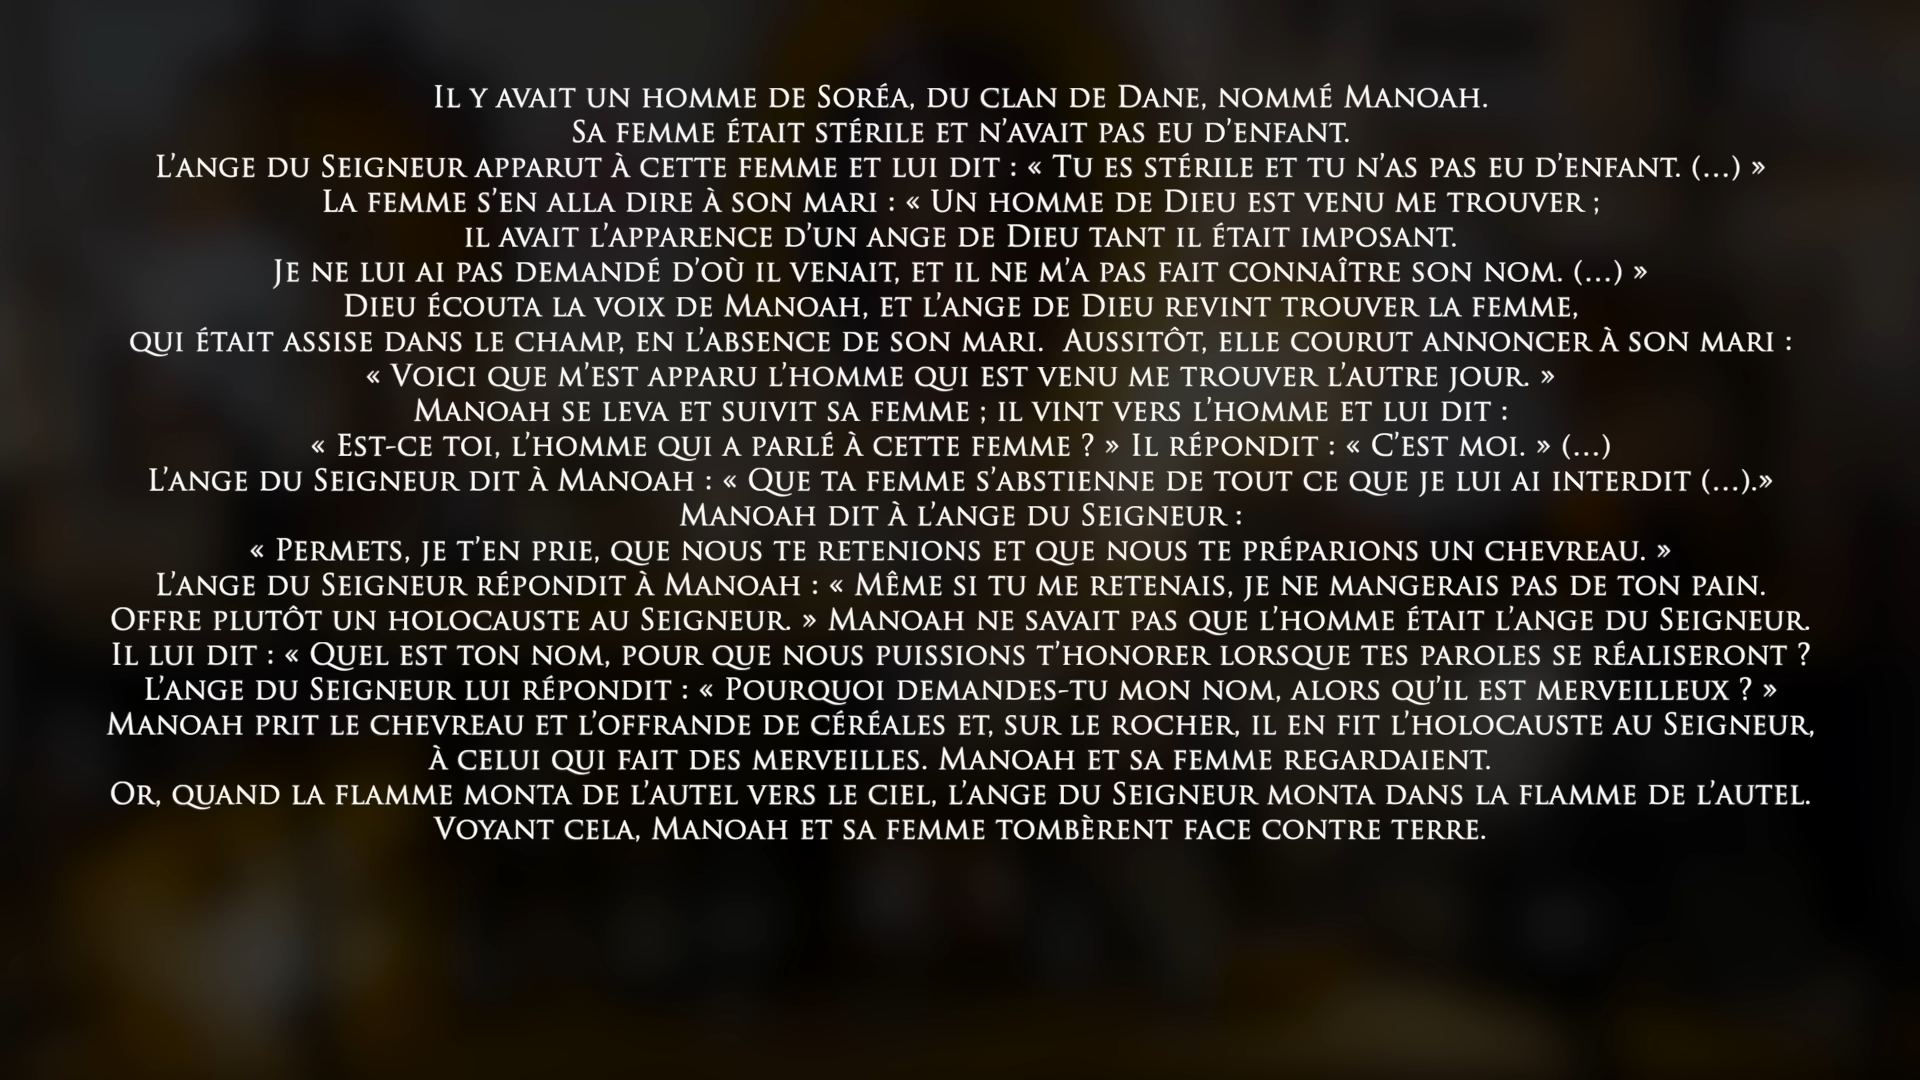 Il y avait un homme de Soréa, du clan de Dane, nommé Manoah.
Sa femme était stérile et n’avait pas eu d’enfant.
L’ange du Seigneur apparut à cette femme et lui dit : « Tu es stérile et tu n’as pas eu d’enfant. (…) »
La femme s’en alla dire à son mari : « Un homme de Dieu est venu me trouver ;
il avait l’apparence d’un ange de Dieu tant il était imposant.
Je ne lui ai pas demandé d’où il venait, et il ne m’a pas fait connaître son nom. (…) »
Dieu écouta la voix de Manoah, et l’ange de Dieu revint trouver la femme,
qui était assise dans le champ, en l’absence de son mari.  Aussitôt, elle courut annoncer à son mari :
« Voici que m’est apparu l’homme qui est venu me trouver l’autre jour. »
Manoah se leva et suivit sa femme ; il vint vers l’homme et lui dit :
« Est-ce toi, l’homme qui a parlé à cette femme ? » Il répondit : « C’est moi. » (…)
L’ange du Seigneur dit à Manoah : « Que ta femme s’abstienne de tout ce que je lui ai interdit (…).»
Manoah dit à l’ange du Seigneur :
« Permets, je t’en prie, que nous te retenions et que nous te préparions un chevreau. »
L’ange du Seigneur répondit à Manoah : « Même si tu me retenais, je ne mangerais pas de ton pain.
Offre plutôt un holocauste au Seigneur. » Manoah ne savait pas que l’homme était l’ange du Seigneur.
Il lui dit : « Quel est ton nom, pour que nous puissions t’honorer lorsque tes paroles se réaliseront ?
L’ange du Seigneur lui répondit : « Pourquoi demandes-tu mon nom, alors qu’il est merveilleux ? »
Manoah prit le chevreau et l’offrande de céréales et, sur le rocher, il en fit l’holocauste au Seigneur,
à celui qui fait des merveilles. Manoah et sa femme regardaient.
Or, quand la flamme monta de l’autel vers le ciel, l’ange du Seigneur monta dans la flamme de l’autel.
Voyant cela, Manoah et sa femme tombèrent face contre terre.